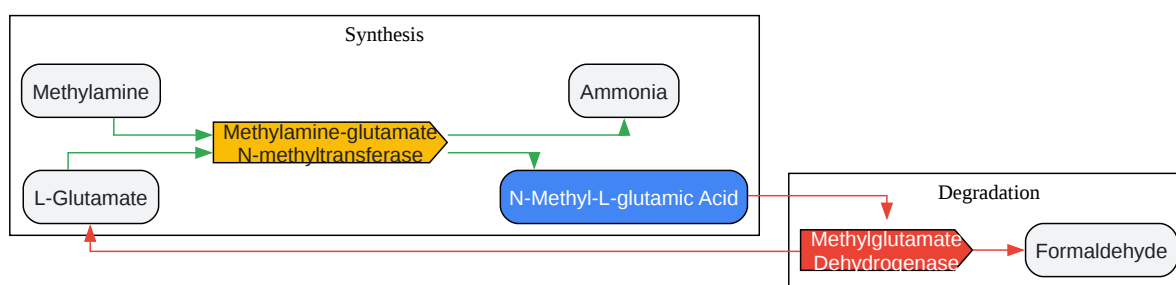 Synthesis
Methylamine
Ammonia
Methylamine-glutamate
N-methyltransferase
L-Glutamate
N-Methyl-L-glutamic Acid
Degradation
Methylglutamate
Dehydrogenase
Formaldehyde